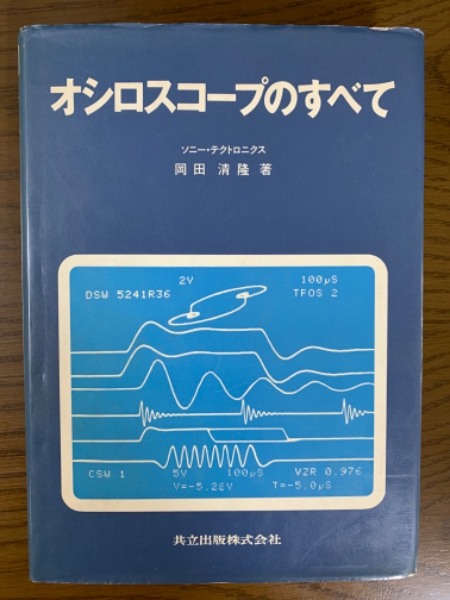 オシロスコープのすべて
ソニー・テクトロニクス
岡田 清隆 著
2V 100μS
DSW 5241R36 TPOS 2
CSW 1 5V 100μS VZR 0.976
V=-5.26V T=-5.0μS
共立出版株式会社